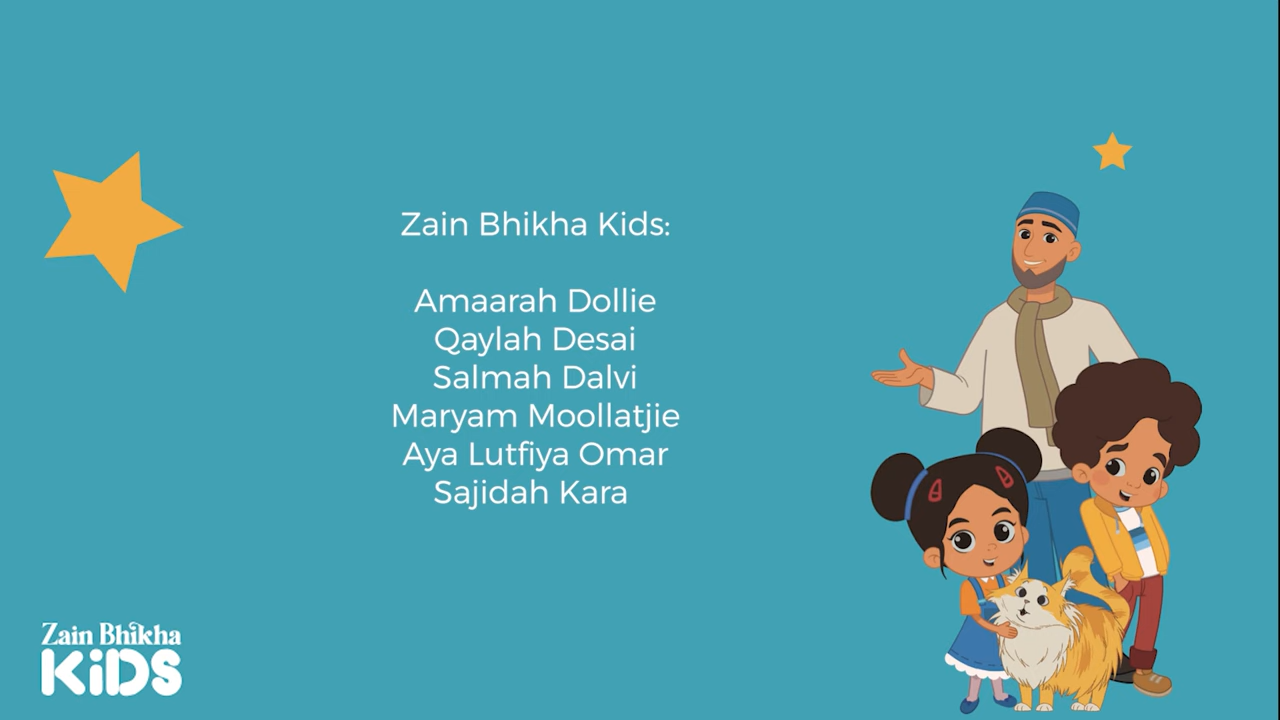 Zain Bhikha Kids:
Amaarah Dollie
Qaylah Desai
Salmah Dalvi
Maryam Moollatjie
Aya Lutfiya Omar
Sajidah Kara
Zain Bhikha
KiDS